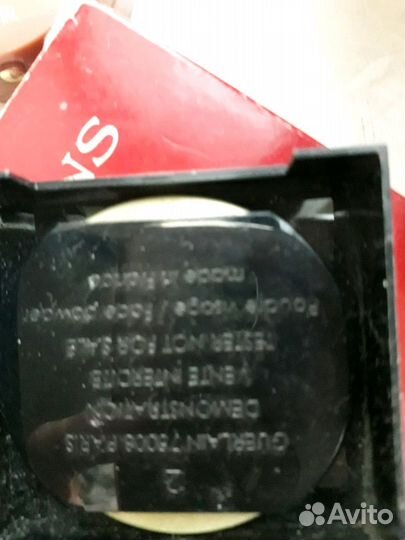 NS
2
GUERLAIN 75008 PARIS
DEMONSTRATION
VENTE INTERDITE
TESTER NOT FOR SALE
Poudre visage / Face powder
made in France
Avito